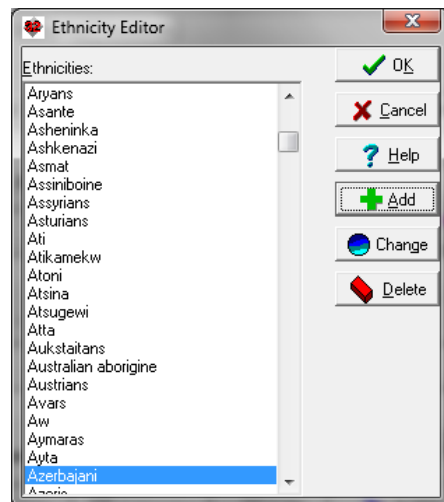 Ethnicity Editor
Ethnicities:
Aryans
Asante
Asheninka
Ashkenazi
Asmat
Assiniboine
Assyrians
Asturians
Ati
Atikamekw
Atoni
Atsina
Atsugewi
Atta
Aukstaitans
Australian aborigine
Austrians
Avars
Aw
Aymaras
Ayta
Azerbajani
OK
Cancel
Help
Add
Change
Delete